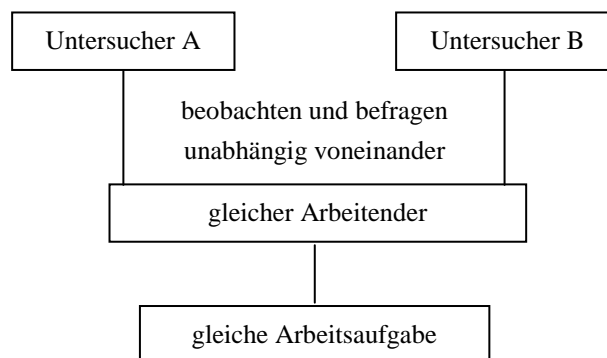 Untersucher A
Untersucher B
beobachten und befragen
unabhängig voneinander
gleicher Arbeitender
gleiche Arbeitsaufgabe